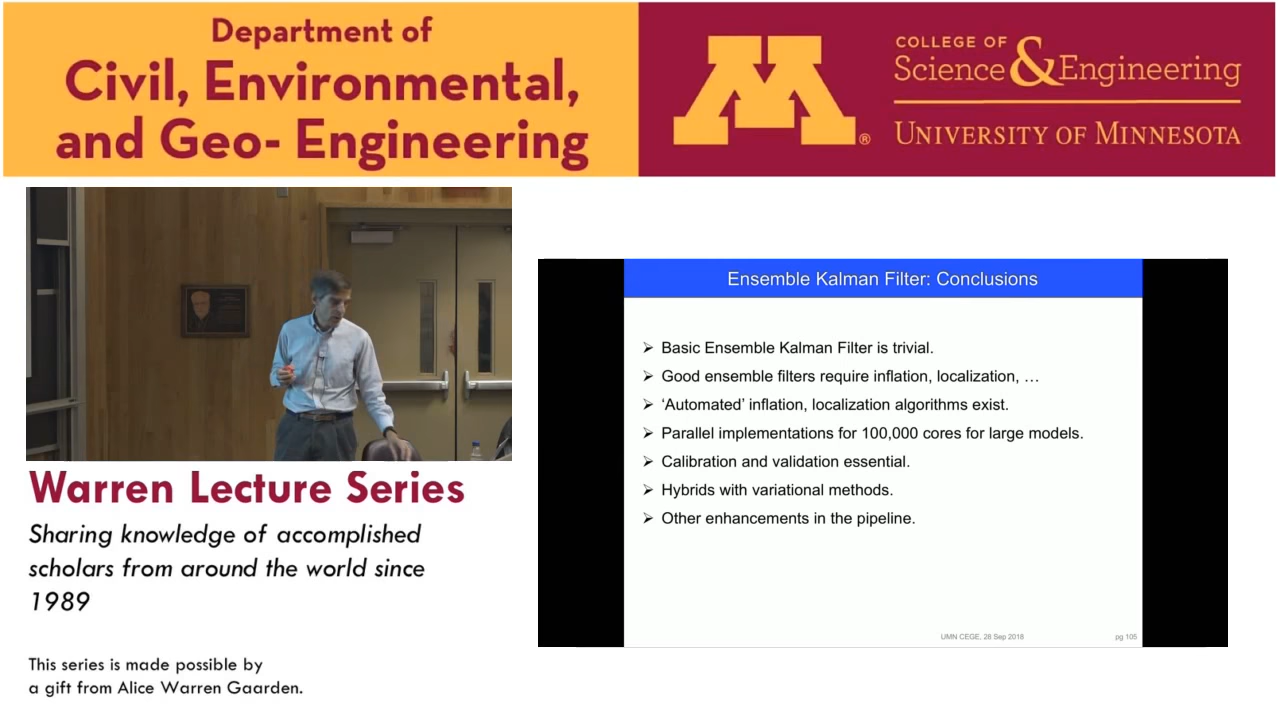 Department of
Civil, Environmental,
and Geo- Engineering
M®
COLLEGE OF
Science & Engineering
UNIVERSITY OF MINNESOTA
Warren Lecture Series
Sharing knowledge of accomplished
scholars from around the world since
1989
This series is made possible by
a gift from Alice Warren Gaarden.
Ensemble Kalman Filter: Conclusions
➢ Basic Ensemble Kalman Filter is trivial.
➢ Good ensemble filters require inflation, localization, …
➢ ‘Automated’ inflation, localization algorithms exist.
➢ Parallel implementations for 100,000 cores for large models.
➢ Calibration and validation essential.
➢ Hybrids with variational methods.
➢ Other enhancements in the pipeline.
UMN CEGE, 28 Sep 2018
pg 105